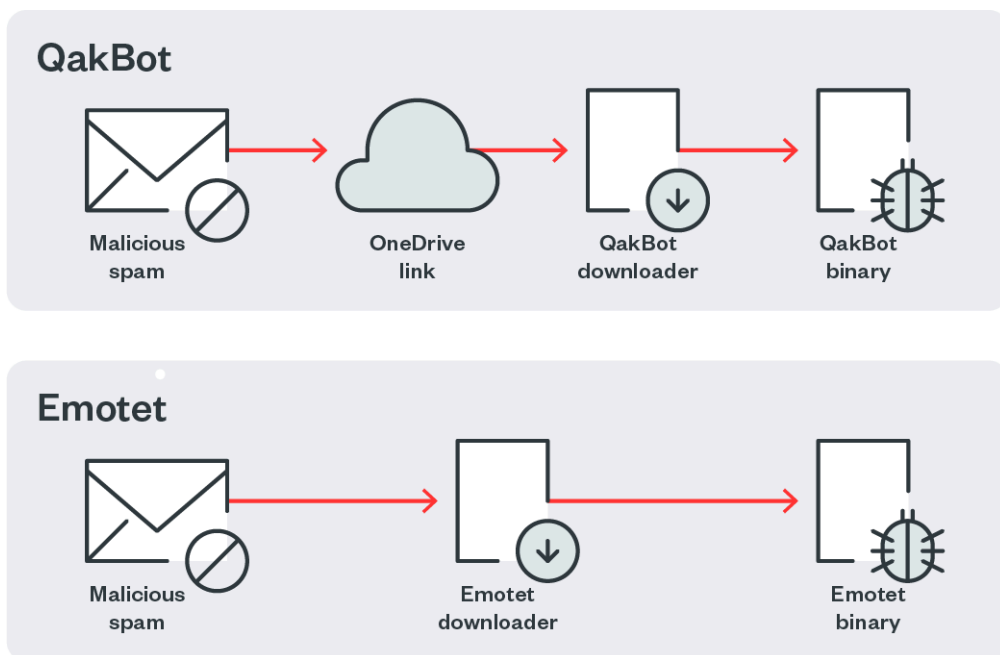 QakBot
Malicious
spam
OneDrive
link
QakBot
downloader
QakBot
binary
Emotet
Malicious
spam
Emotet
downloader
Emotet
binary